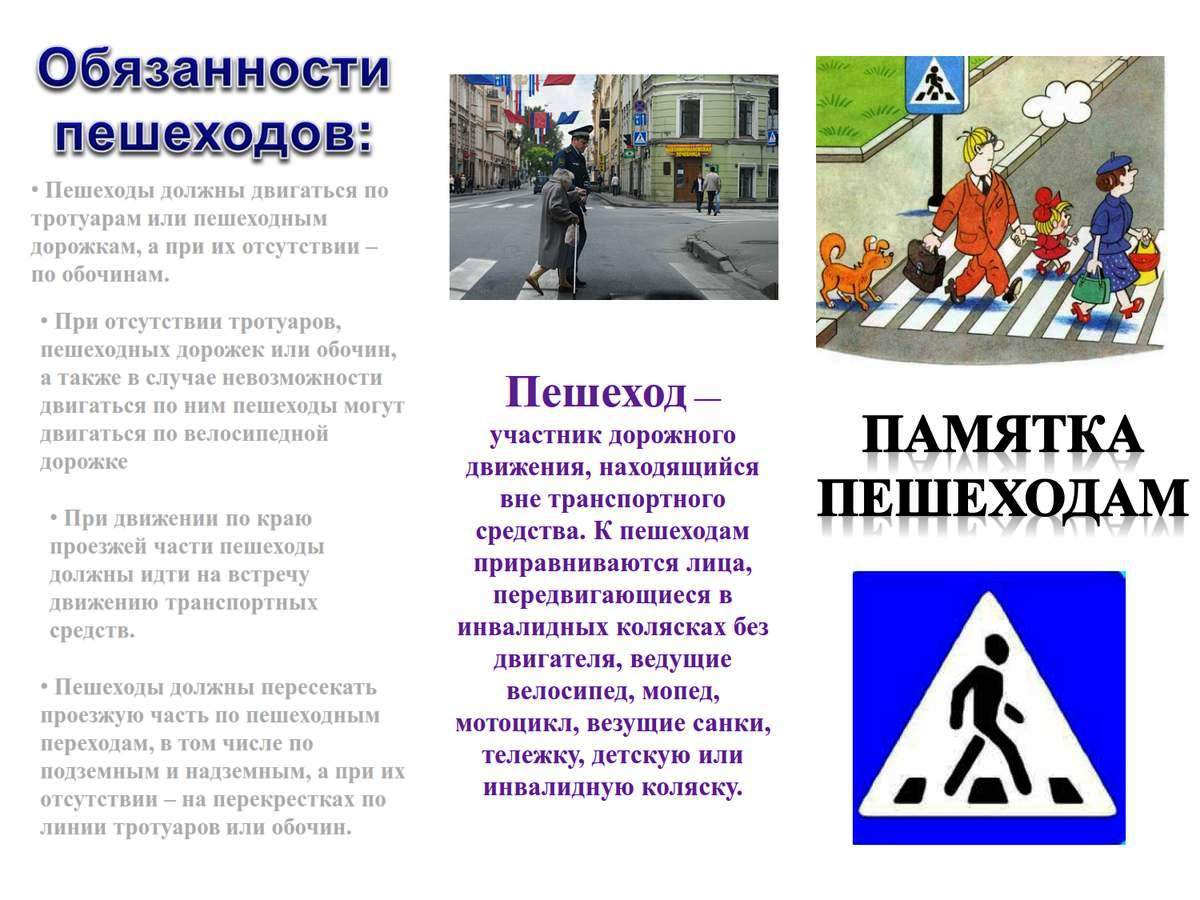 Обязанности
пешеходов:
• Пешеходы должны двигаться по
тротуарам или пешеходным
дорожкам, а при их отсутствии –
по обочинам.
• При отсутствии тротуаров,
пешеходных дорожек или обочин,
а также в случае невозможности
двигаться по ним пешеходы могут
двигаться по велосипедной
дорожке
• При движении по краю
проезжей части пешеходы
должны идти на встречу
движению транспортных
средств.
• Пешеходы должны пересекать
проезжую часть по пешеходным
переходам, в том числе по
подземным и надземным, а при их
отсутствии – на перекрестках по
линии тротуаров или обочин.
Пешеход —
участник дорожного
движения, находящийся
вне транспортного
средства. К пешеходам
приравниваются лица,
передвигающиеся в
инвалидных колясках без
двигателя, ведущие
велосипед, мопед,
мотоцикл, везущие санки,
тележку, детскую или
инвалидную коляску.
ПАМЯТКА
ПЕШЕХОДАМ